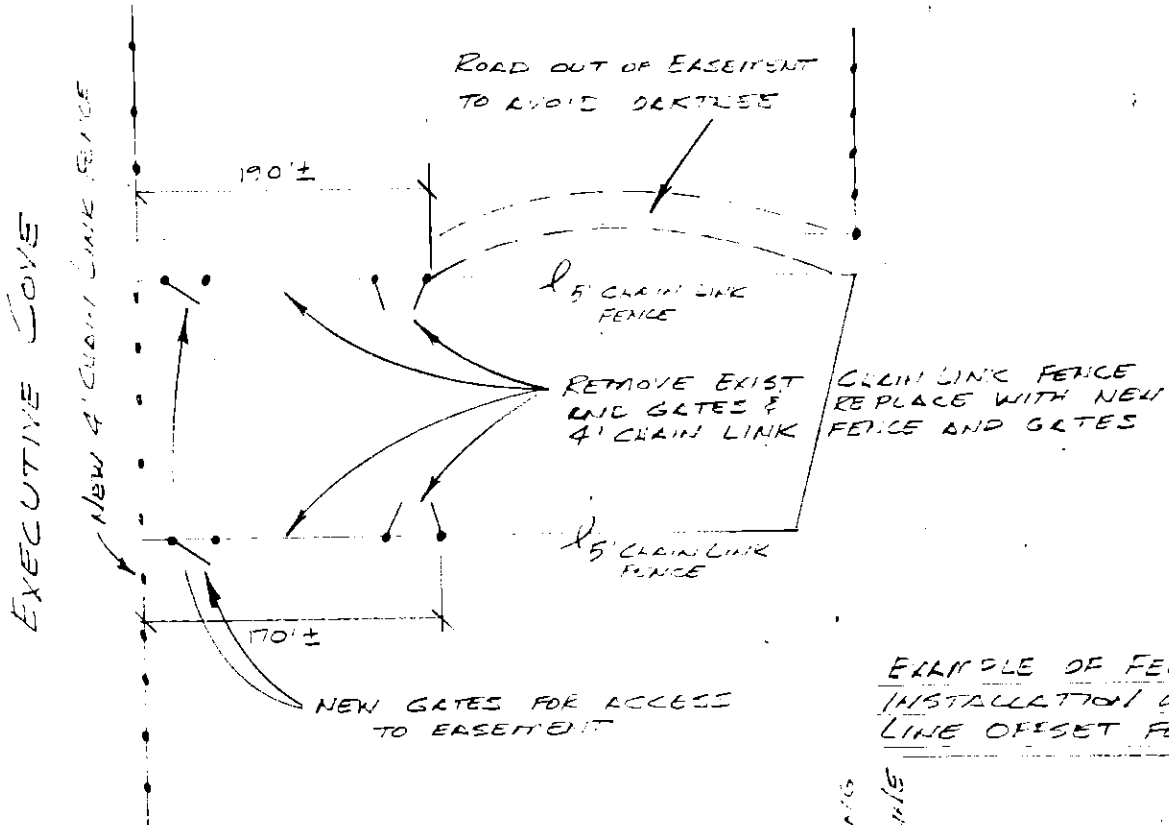 ROAD OUT OF EASEMENT
TO AVOID OAKTREE
EXECUTIVE COVE
NEW 4' CHAIN LINK FENCE
190'±
5' CHAIN LINK
FENCE
REMOVE EXIST
AND GATES &
4' CHAIN LINK
CHAIN LINK FENCE
REPLACE WITH NEW
FENCE AND GATES
5' CHAIN LINK
FENCE
170'±
NEW GATES FOR ACCESS
TO EASEMENT
EXAMPLE OF FE
INSTALLATION
LINE OFFSET